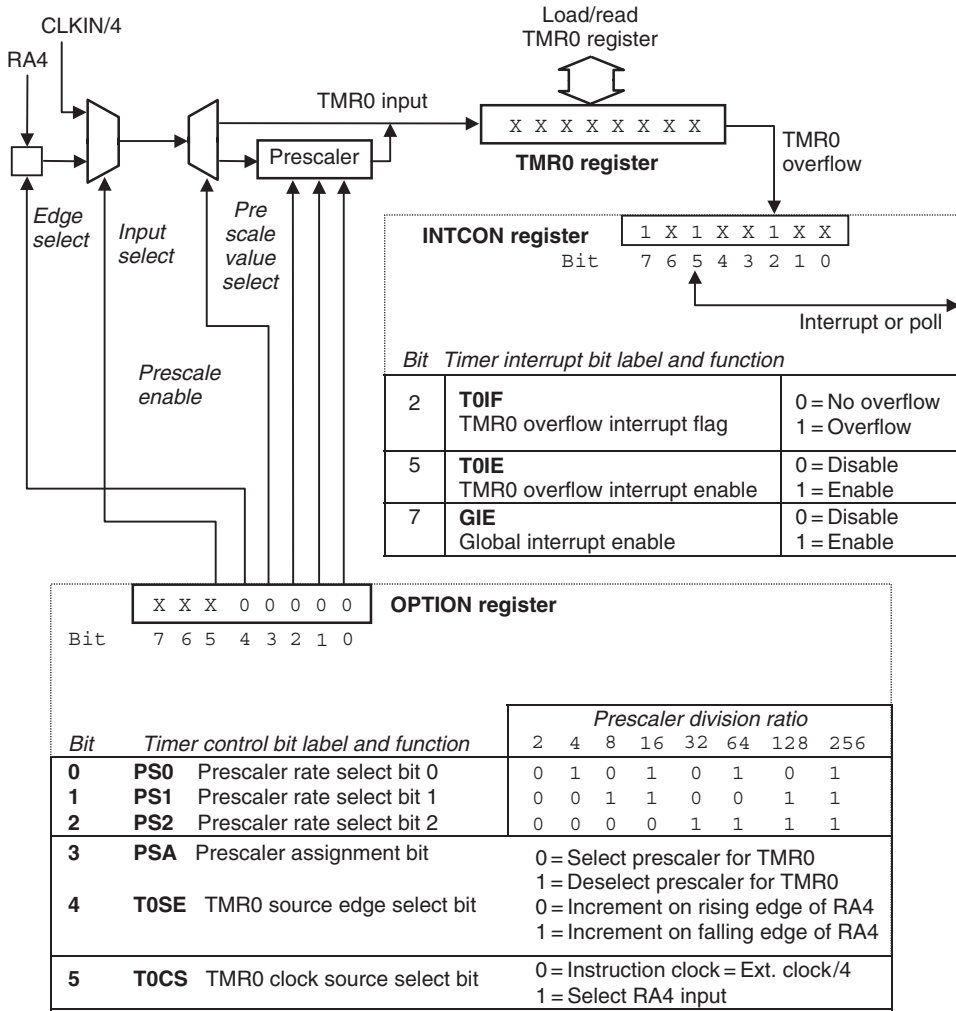 CLKIN/4
Load/read
TMR0 register
RA4
TMR0 input
X X X X X X X X
TMR0 register
TMR0
overflow
Prescaler
Edge
select
Input
select
Pre
scale
value
select
Prescale
enable
INTCON register
1 X 1 X X 1 X X
Bit 7 6 5 4 3 2 1 0
Interrupt or poll
Bit Timer interrupt bit label and function
2 T0IF 0 = No overflow
TMR0 overflow interrupt flag 1 = Overflow
5 T0IE 0 = Disable
TMR0 overflow interrupt enable 1 = Enable
7 GIE 0 = Disable
Global interrupt enable 1 = Enable
X X X 0 0 0 0 0 OPTION register
Bit 7 6 5 4 3 2 1 0
Prescaler division ratio
Bit Timer control bit label and function 2 4 8 16 32 64 128 256
0 PS0 Prescaler rate select bit 0 0 1 0 1 0 1 0 1
1 PS1 Prescaler rate select bit 1 0 0 1 1 0 0 1 1
2 PS2 Prescaler rate select bit 2 0 0 0 0 1 1 1 1
3 PSA Prescaler assignment bit 0 = Select prescaler for TMR0
1 = Deselect prescaler for TMR0
4 T0SE TMR0 source edge select bit 0 = Increment on rising edge of RA4
1 = Increment on falling edge of RA4
5 T0CS TMR0 clock source select bit 0 = Instruction clock = Ext. clock/4
1 = Select RA4 input